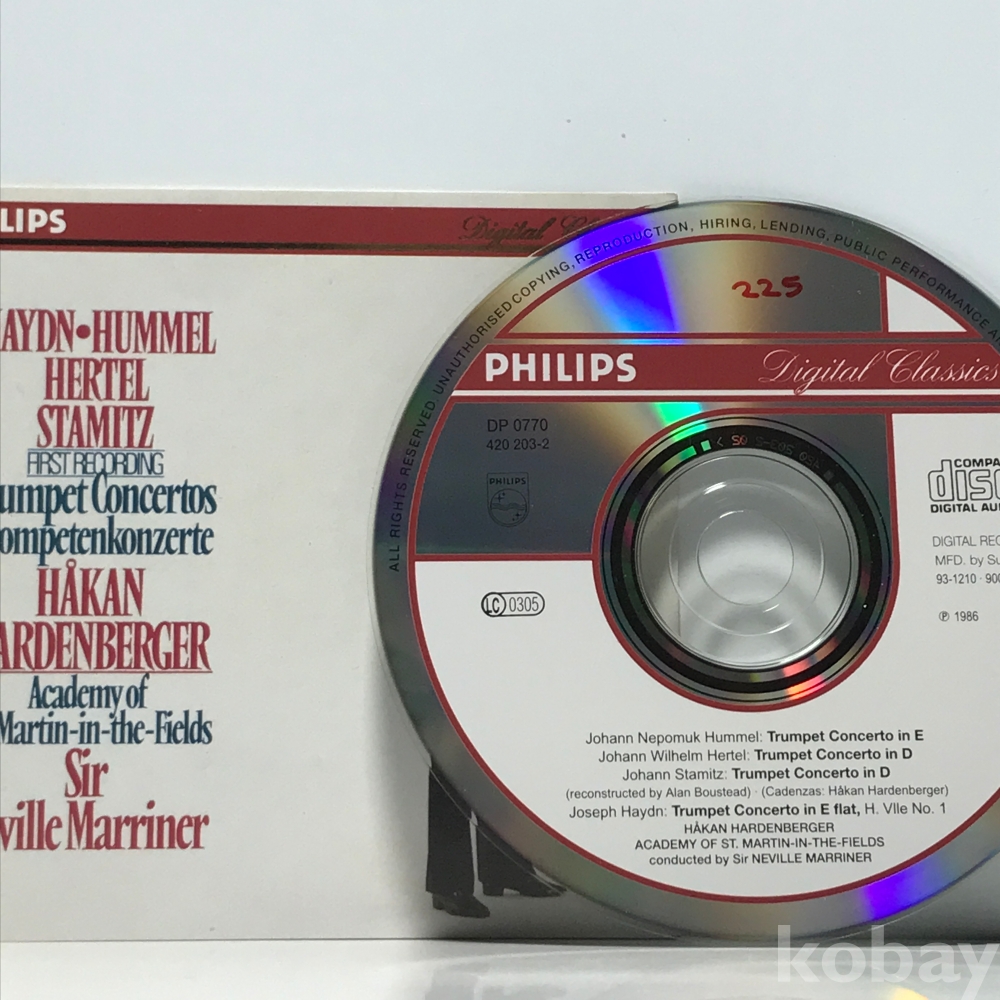 LIPS
Digital Cl
AYDN • HUMMEL
HERTEL
STAMITZ
FIRST RECORDING
umpet Concertos
ompetenkonzerte
HÅKAN
ARDENBERGER
Academy of
Martin-in-the-Fields
Sir
ville Marriner
ALL RIGHTS RESERVED. UNAUTHORISED COPYING, REPRODUCTION, HIRING, LENDING, PUBLIC PERFORMANCE A
225
PHILIPS
Digital Classics
DP 0770
420 203-2
PHILIPS
COMPA
disc
DIGITAL AU
DIGITAL REC
MFD. by Su
93-1210 · 900
LC 0305
℗ 1986
Johann Nepomuk Hummel: Trumpet Concerto in E
Johann Wilhelm Hertel: Trumpet Concerto in D
Johann Stamitz: Trumpet Concerto in D
(reconstructed by Alan Boustead) · (Cadenzas: Håkan Hardenberger)
Joseph Haydn: Trumpet Concerto in E flat, H. VIIe No. 1
HÅKAN HARDENBERGER
ACADEMY OF ST. MARTIN-IN-THE-FIELDS
conducted by Sir NEVILLE MARRINER
kobay